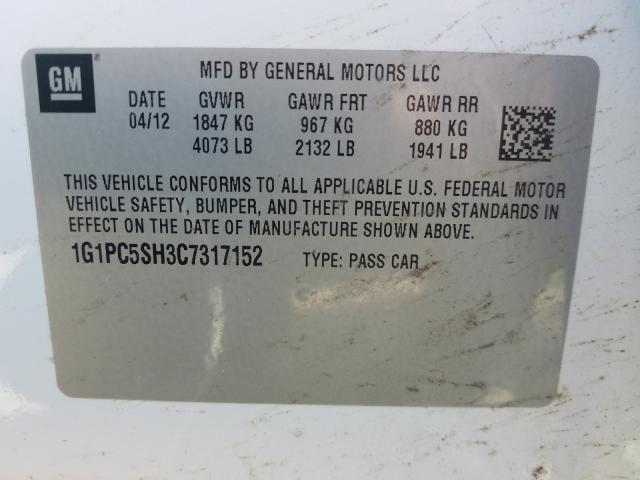 GM
MFD BY GENERAL MOTORS LLC
DATE GVWR GAWR FRT GAWR RR
04/12 1847 KG 967 KG 880 KG
4073 LB 2132 LB 1941 LB
THIS VEHICLE CONFORMS TO ALL APPLICABLE U.S. FEDERAL MOTOR
VEHICLE SAFETY, BUMPER, AND THEFT PREVENTION STANDARDS IN
EFFECT ON THE DATE OF MANUFACTURE SHOWN ABOVE.
1G1PC5SH3C7317152 TYPE: PASS CAR